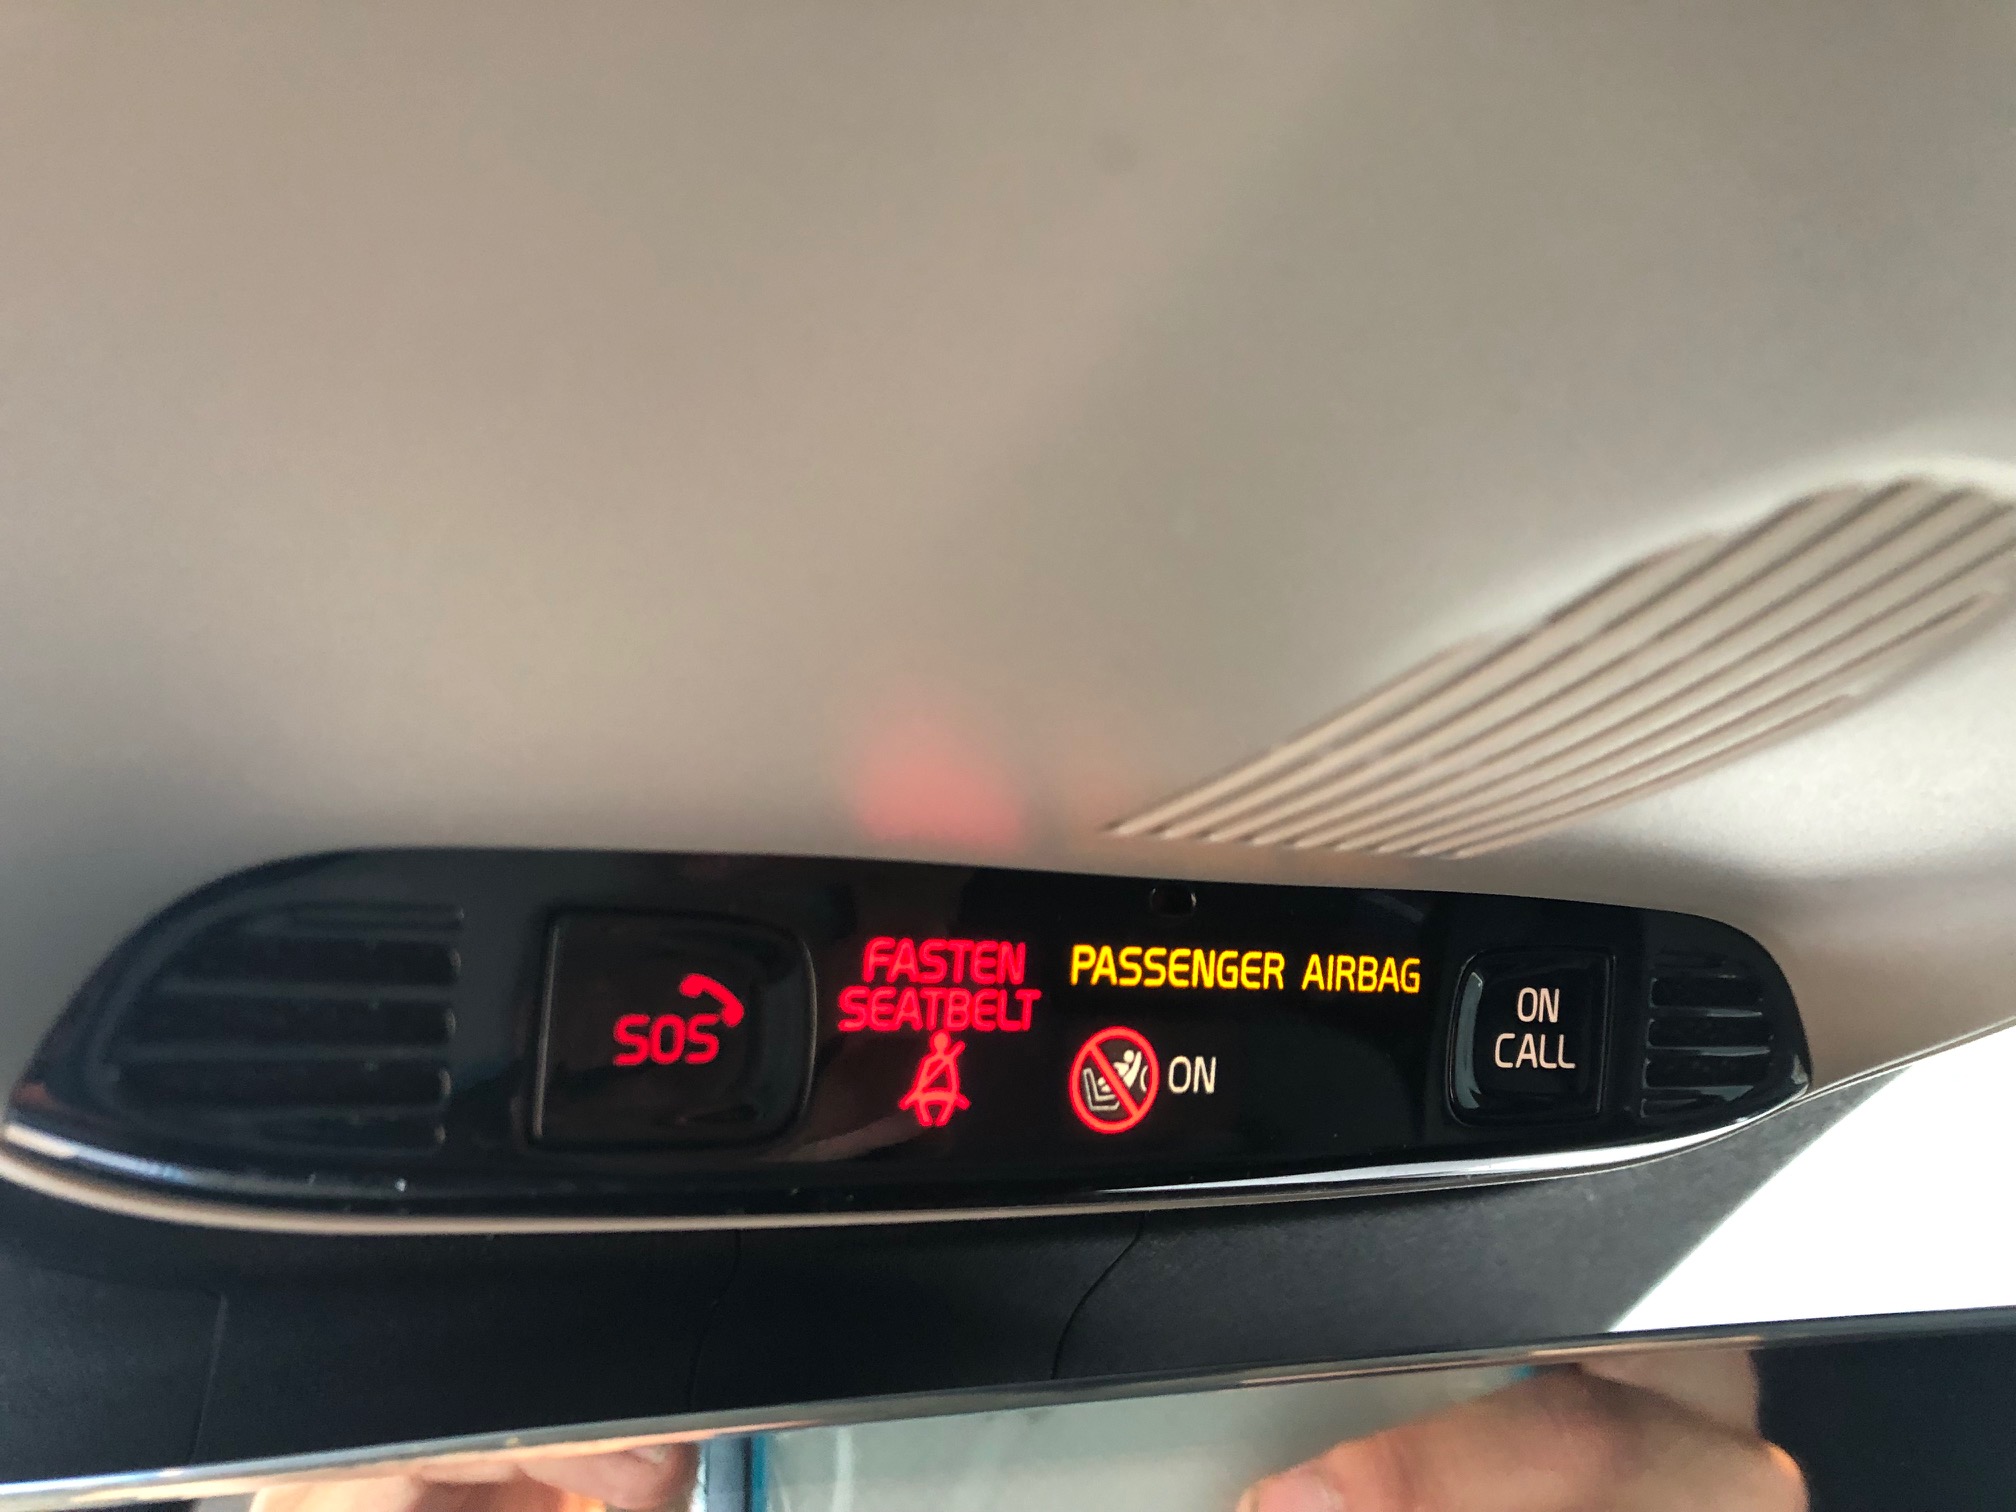 SOS
FASTEN
SEATBELT
PASSENGER AIRBAG
ON
ON
CALL